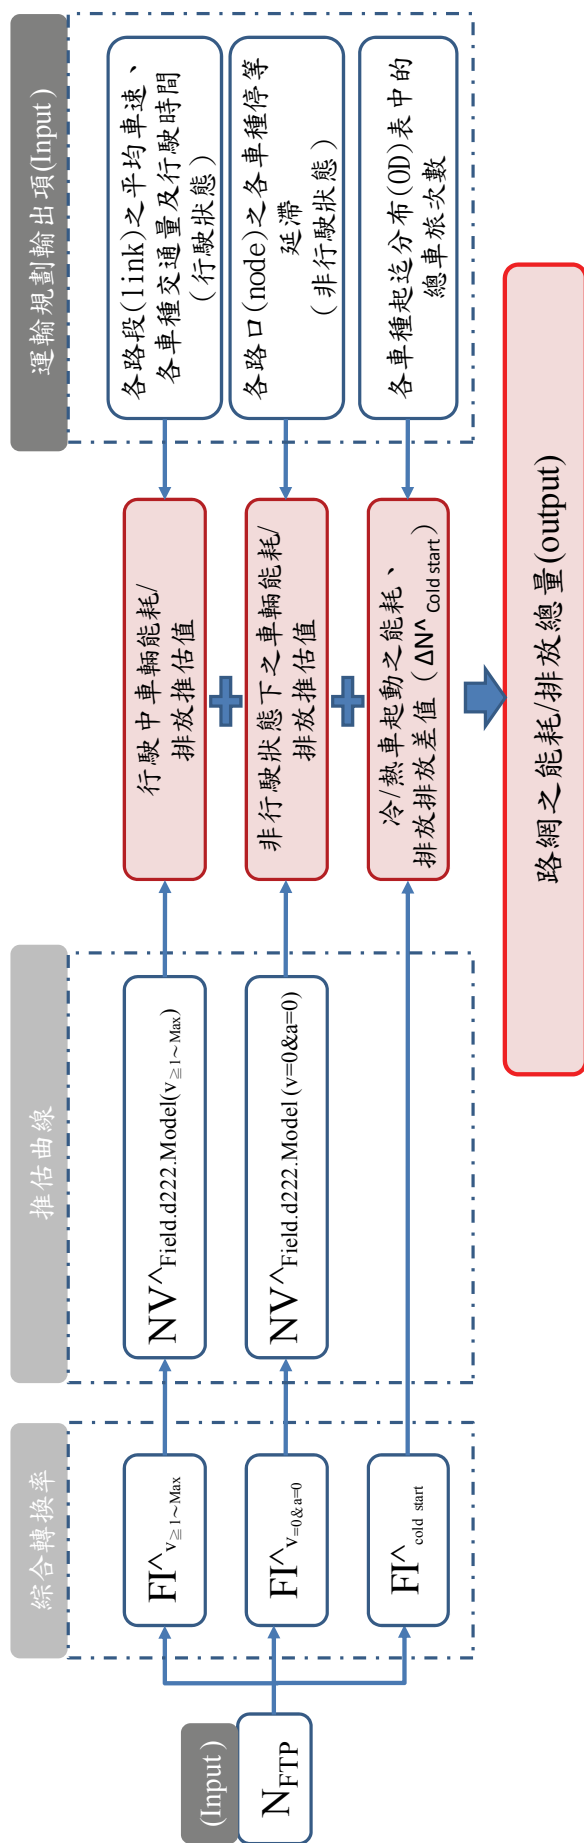 (Input)
N_FTP
綜合轉換率
FI^ v≧1~Max
FI^ v=0&a=0
FI^ cold start
推估曲線
NV^Field.d222.Model(v≧1~Max)
NV^Field.d222.Model (v=0&a=0)
行駛中車輛能耗/
排放推估值
非行駛狀態下之車輛能耗/
排放推估值
冷/熱車起動之能耗、
排放排放差值 (ΔN^ Cold start)
運輸規劃輸出項(Input)
各路段(link)之平均車速、
各車種交通量及行駛時間
(行駛狀態)
各路口(node)之各車種停等
延滯
(非行駛狀態)
各車種起迄分布(OD)表中的
總車旅次數
路網之能耗/排放總量(output)